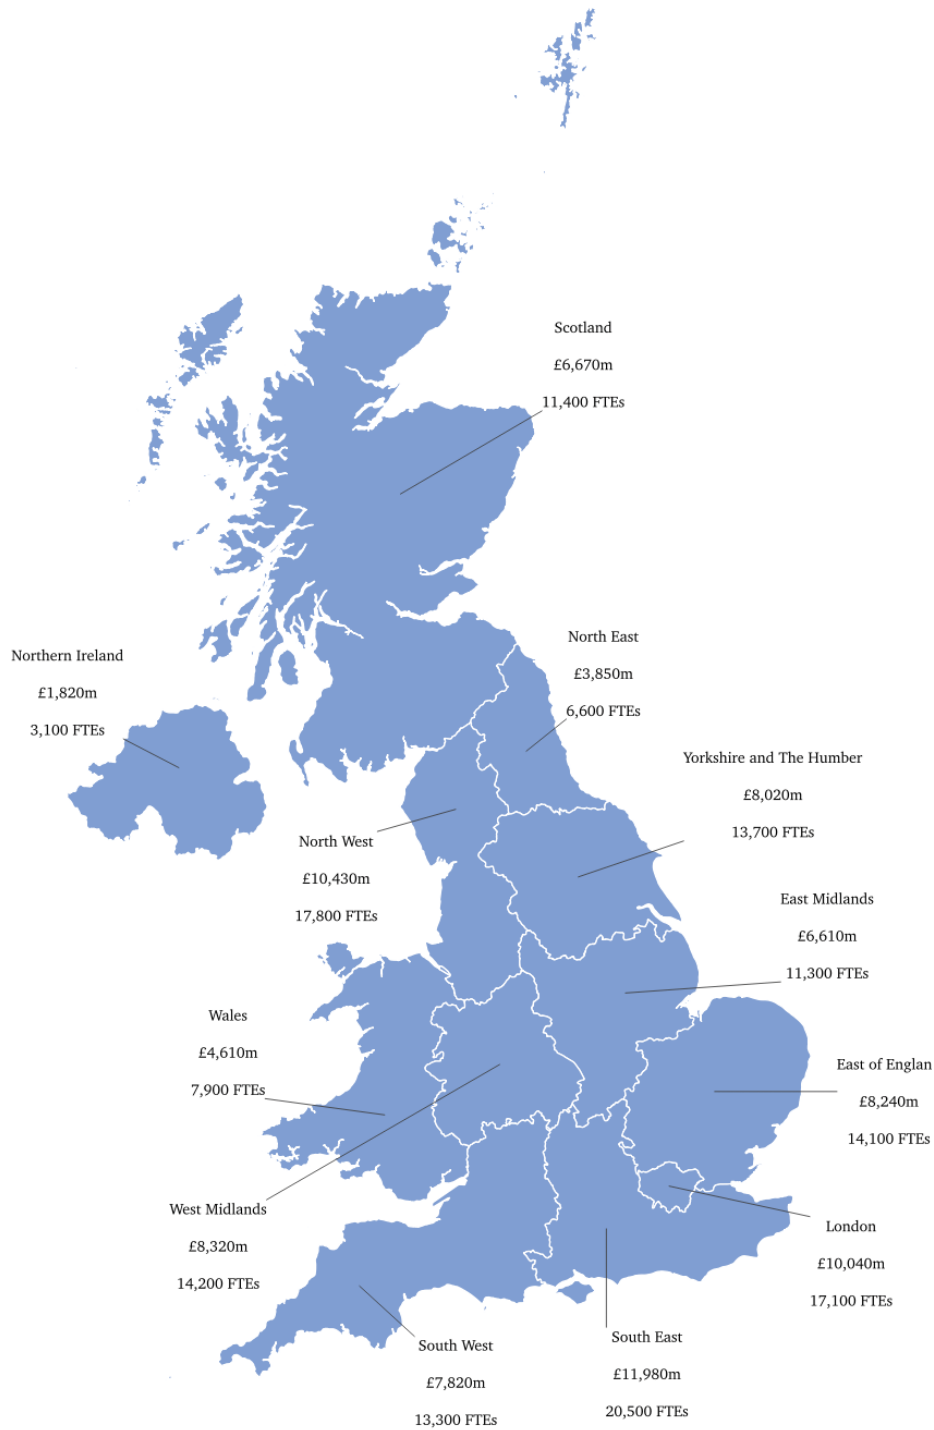 Scotland
£6,670m
11,400 FTEs
North East
£3,850m
6,600 FTEs
Northern Ireland
£1,820m
3,100 FTEs
Yorkshire and The Humber
£8,020m
13,700 FTEs
North West
£10,430m
17,800 FTEs
East Midlands
£6,610m
11,300 FTEs
Wales
£4,610m
7,900 FTEs
East of Englan
£8,240m
14,100 FTEs
West Midlands
£8,320m
14,200 FTEs
London
£10,040m
17,100 FTEs
South East
£11,980m
20,500 FTEs
South West
£7,820m
13,300 FTEs